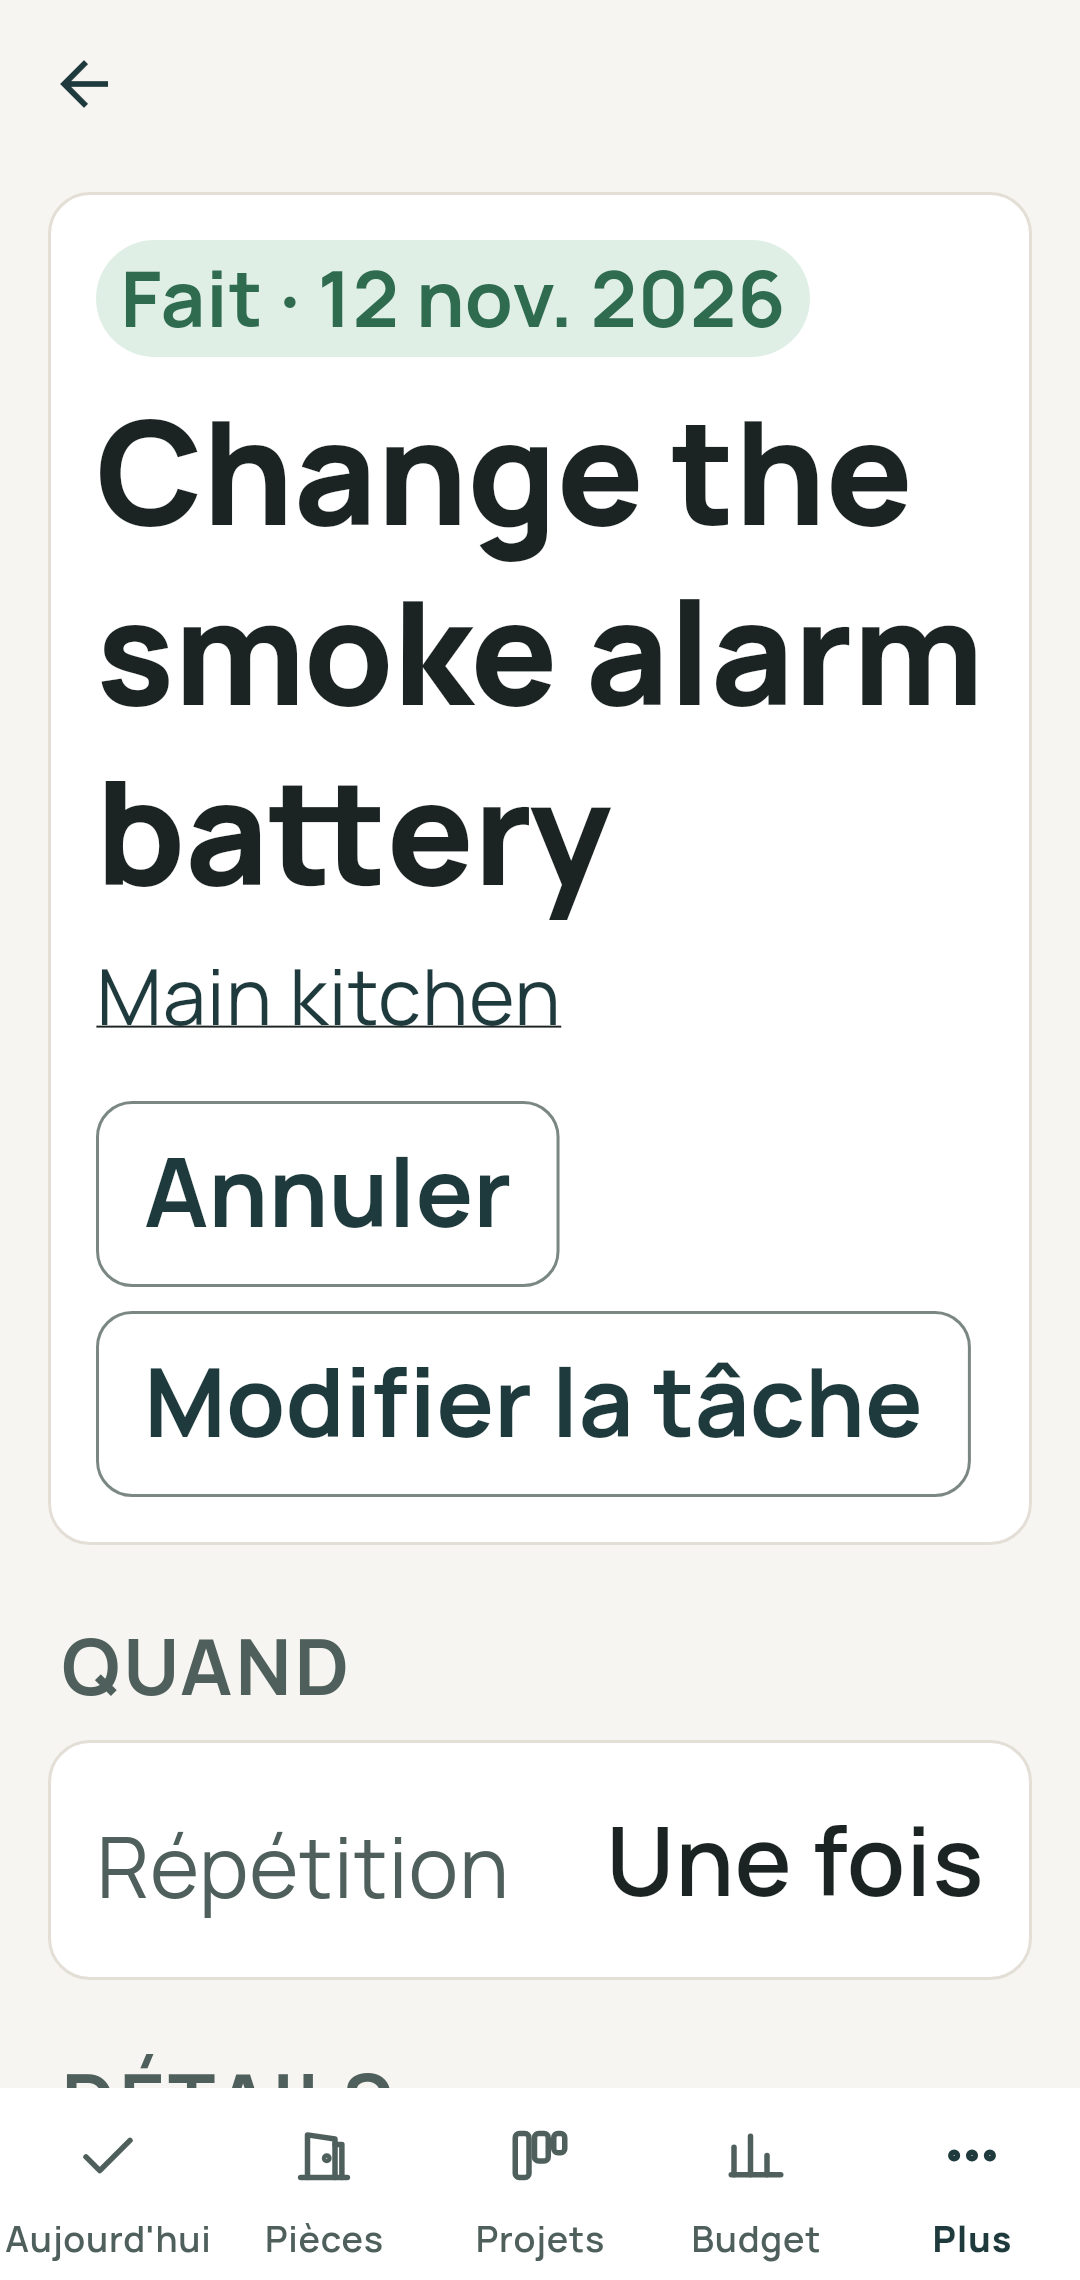 Fait · 12 nov. 2026
Change the
smoke alarm
battery
Main kitchen
Annuler
Modifier la tâche
QUAND
Répétition
Une fois
DÉTAILS
Aujourd'hui
Pièces
Projets
Budget
Plus